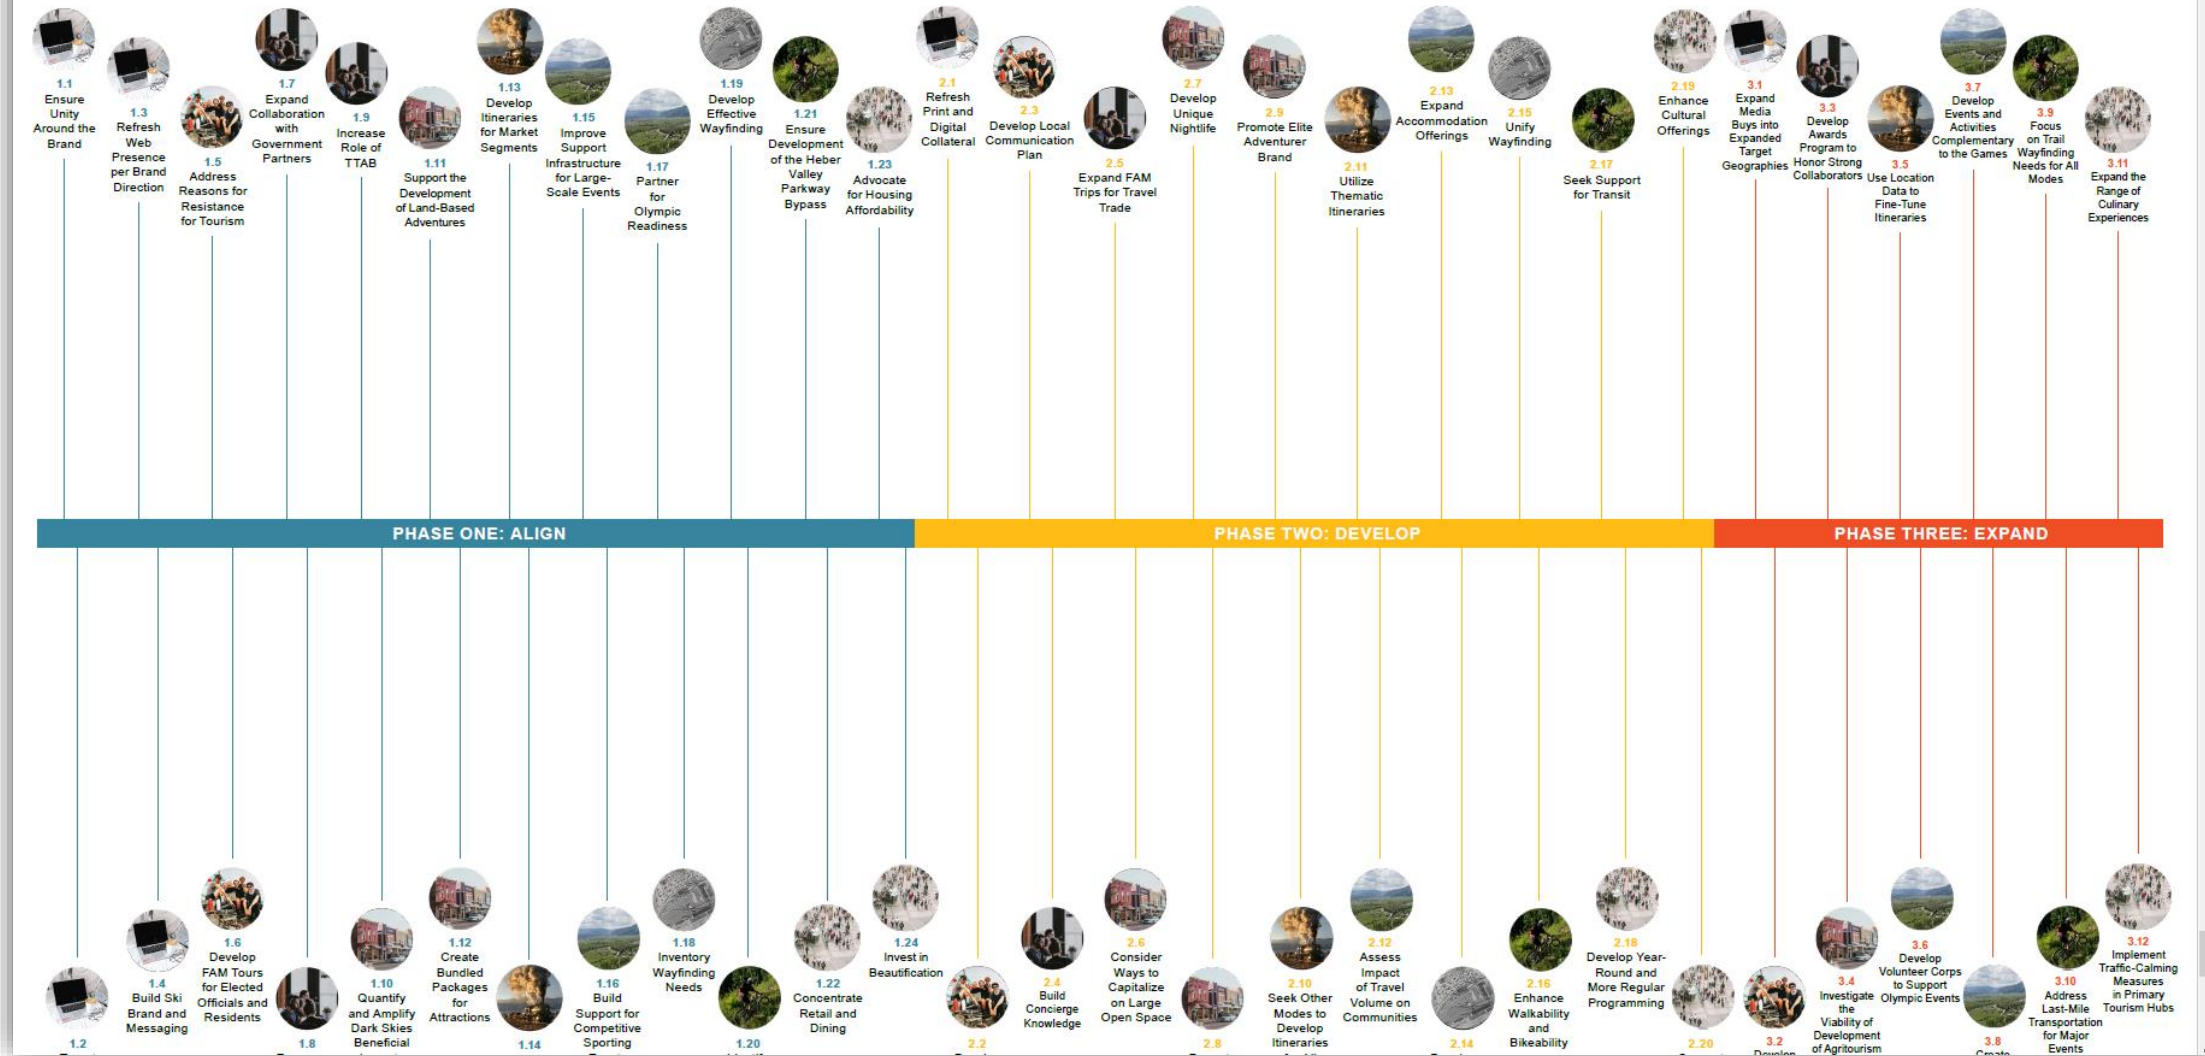 1.1
Ensure
Unity
Around the
Brand
1.3
Refresh
Web
Presence
per Brand
Direction
1.5
Address
Reasons for
Resistance
for Tourism
1.7
Expand
Collaboration
with
Government
Partners
1.9
Increase
Role of
TTAB
1.11
Support the
Development
of Land-Based
Adventures
1.13
Develop
Itineraries
for Market
Segments
1.15
Improve
Support
Infrastructure
for Large-
Scale Events
1.17
Partner
for
Olympic
Readiness
1.19
Develop
Effective
Wayfinding
1.21
Ensure
Development
of the Heber
Valley
Parkway
Bypass
1.23
Advocate
for Housing
Affordability
2.1
Refresh
Print and
Digital
Collateral
2.3
Develop Local
Communication
Plan
2.5
Expand FAM
Trips for Travel
Trade
2.7
Develop
Unique
Nightlife
2.9
Promote Elite
Adventurer
Brand
2.11
Utilize
Thematic
Itineraries
2.13
Expand
Accommodation
Offerings
2.15
Unify
Wayfinding
2.17
Seek Support
for Transit
2.19
Enhance
Cultural
Offerings
3.1
Expand
Media
Buys into
Expanded
Target
Geographies
3.3
Develop
Awards
Program to
Honor Strong
Collaborators
3.5
Use Location
Data to
Fine-Tune
Itineraries
3.7
Develop
Events and
Activities
Complementary
to the Games
3.9
Focus
on Trail
Wayfinding
Needs for All
Modes
3.11
Expand the
Range of
Culinary
Experiences
PHASE ONE: ALIGN
PHASE TWO: DEVELOP
PHASE THREE: EXPAND
1.2
1.4
Build Ski
Brand and
Messaging
1.6
Develop
FAM Tours
for Elected
Officials and
Residents
1.8
1.10
Quantify
and Amplify
Dark Skies
Beneficial
1.12
Create
Bundled
Packages
for
Attractions
1.14
1.16
Build
Support for
Competitive
Sporting
1.18
Inventory
Wayfinding
Needs
1.20
1.22
Concentrate
Retail and
Dining
1.24
Invest in
Beautification
2.2
2.4
Build
Concierge
Knowledge
2.6
Consider
Ways to
Capitalize
on Large
Open Space
2.8
2.10
Seek Other
Modes to
Develop
Itineraries
2.12
Assess
Impact
of Travel
Volume on
Communities
2.14
2.16
Enhance
Walkability
and
Bikeability
2.18
Develop Year-
Round and
More Regular
Programming
2.20
3.2
Develop
3.4
Investigate
the
Viability of
Development
of Agritourism
3.6
Develop
Volunteer Corps
to Support
Olympic Events
3.8
Create
3.10
Address
Last-Mile
Transportation
for Major
Events
3.12
Implement
Traffic-Calming
Measures
in Primary
Tourism Hubs